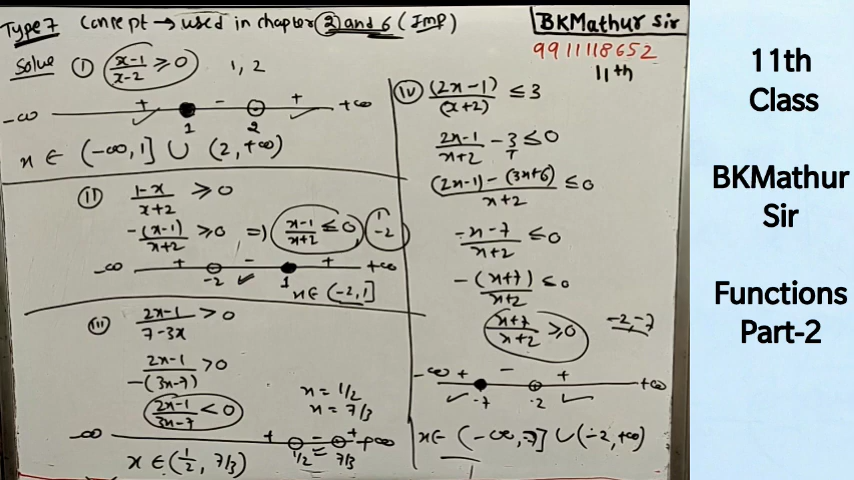 Type 7 Concept → used in chapter 2 and 6 (Imp)
BKMathur Sir
9911118652
11th
Solve (i) (x-1)/(x-2) ≥ 0 1, 2
-∞ + 1 - 2 + +∞
x ∈ (-∞, 1] ∪ (2, +∞)
(ii) (1-x)/(x+2) ≥ 0
-(x-1)/(x+2) ≥ 0 ⇒ (x-1)/(x+2) ≤ 0, 1, -2
-∞ + -2 - 1 + +∞
x ∈ (-2, 1]
(iii) (2x-1)/(7-3x) > 0
(2x-1)/(-(3x-7)) > 0
(2x-1)/(3x-7) < 0
x = 1/2
x = 7/3
-∞ + 1/2 - 7/3 + +∞
x ∈ (1/2, 7/3)
(iv) (2x-1)/(x+2) ≤ 3
(2x-1)/(x+2) - 3/1 ≤ 0
((2x-1) - (3x+6))/(x+2) ≤ 0
(-x-7)/(x+2) ≤ 0
-(x+7)/(x+2) ≤ 0
(x+7)/(x+2) ≥ 0 -2, -7
-∞ + -7 - -2 + +∞
x ∈ (-∞, -7] ∪ (-2, +∞)
11th
Class
BKMathur
Sir
Functions
Part-2